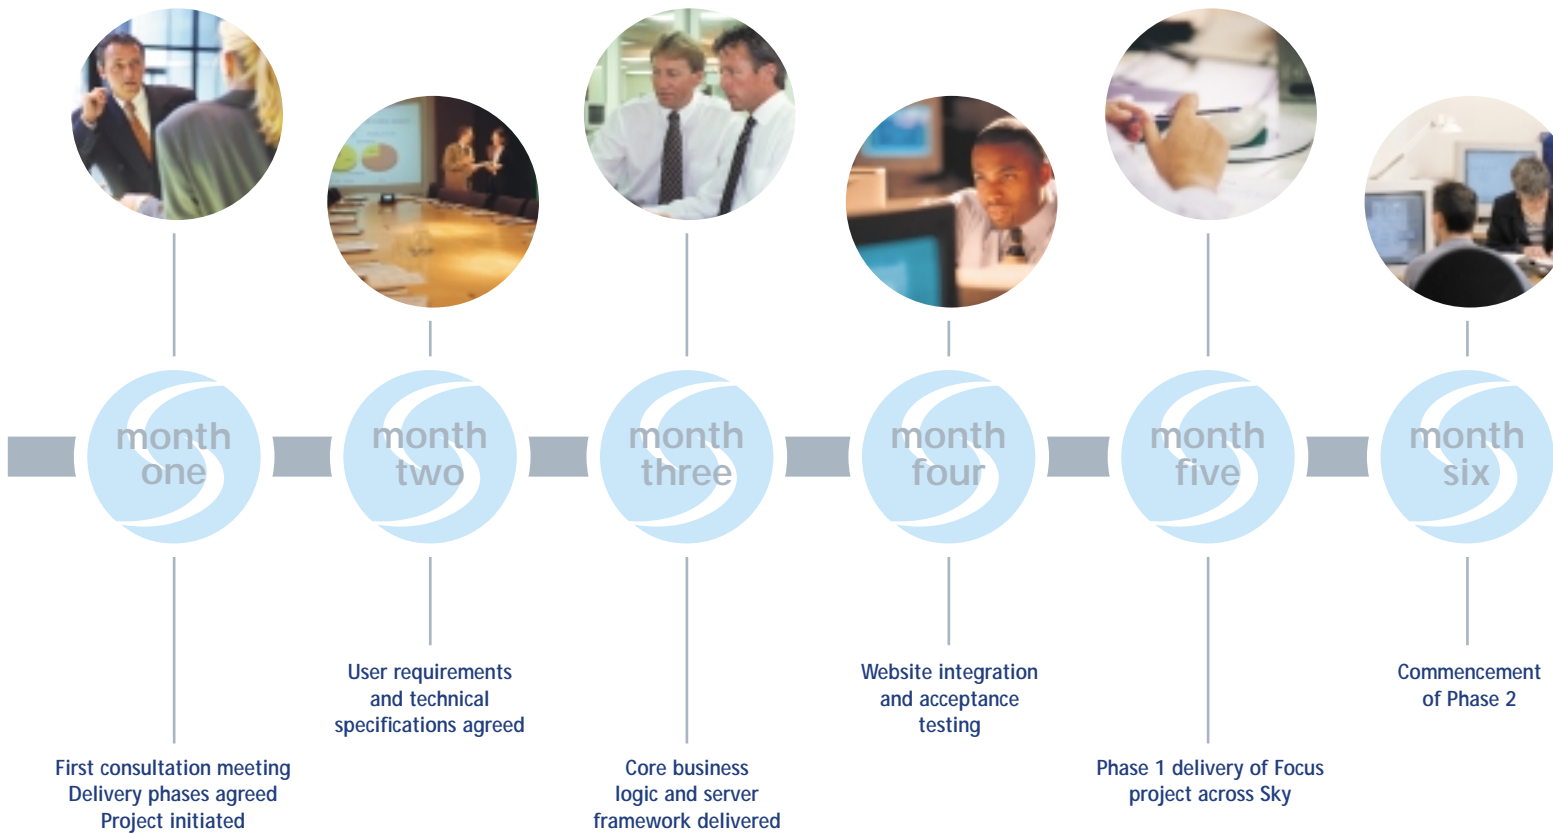 month
one
month
two
month
three
month
four
month
five
month
six
First consultation meeting
Delivery phases agreed
Project initiated
User requirements
and technical
specifications agreed
Core business
logic and server
framework delivered
Website integration
and acceptance
testing
Phase 1 delivery of Focus
project across Sky
Commencement
of Phase 2